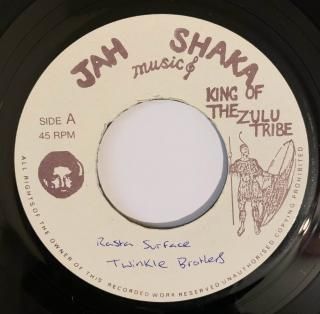 JAH SHAKA
music
KING OF
THE ZULU
TRIBE
SIDE A
45 RPM
Rasta Surface
Twinkle Brothers
ALL RIGHTS OF THE OWNER OF THIS RECORDED WORK RESERVED UNAUTHORISED COPYING PROHIBITED